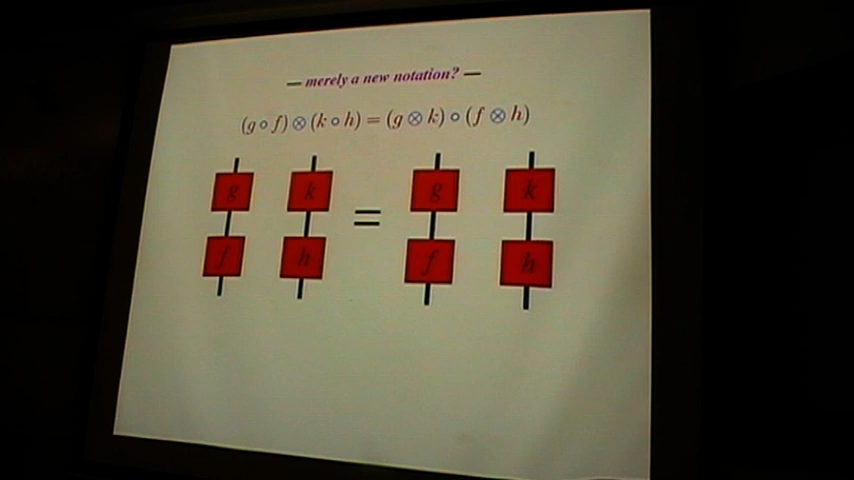 — merely a new notation? —
(g ∘ f) ⊗ (k ∘ h) = (g ⊗ k) ∘ (f ⊗ h)
g k = g k
f h f h